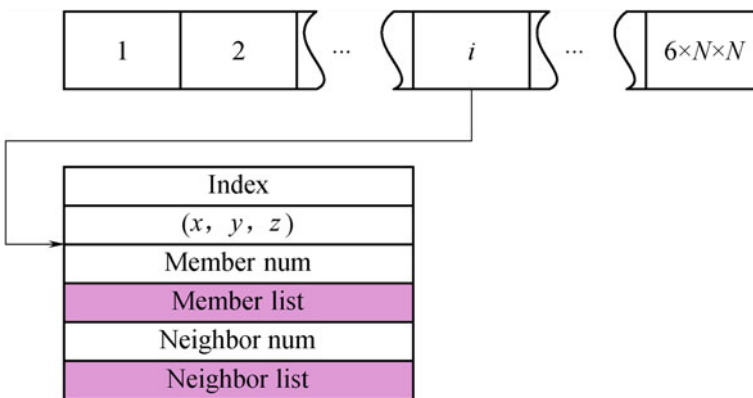 1 2 ... i ... 6×N×N
Index
(x, y, z)
Member num
Member list
Neighbor num
Neighbor list